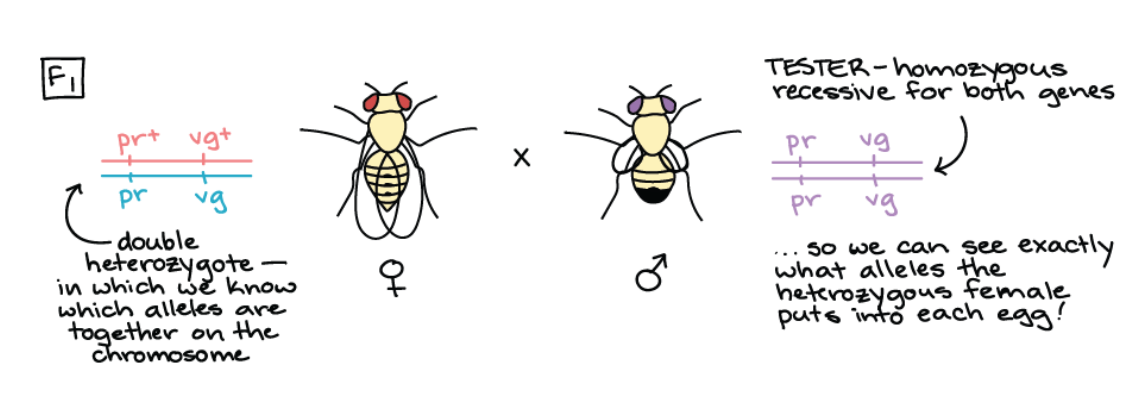 F1
pr+ vg+
pr vg
double
heterozygote —
in which we know
which alleles are
together on the
chromosome
♀
x
♂
TESTER - homozygous
recessive for both genes
pr vg
pr vg
... so we can see exactly
what alleles the
heterozygous female
puts into each egg!